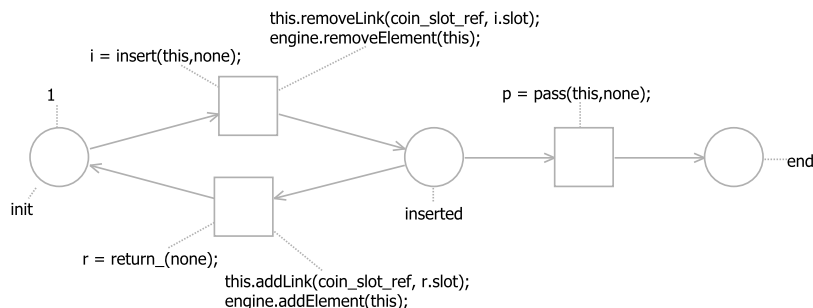 this.removeLink(coin_slot_ref, i.slot);
engine.removeElement(this);
i = insert(this,none);
1
p = pass(this,none);
end
init
inserted
r = return_(none);
this.addLink(coin_slot_ref, r.slot);
engine.addElement(this);